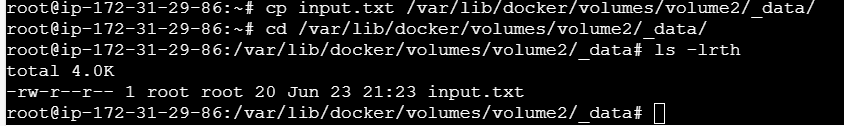 root@ip-172-31-29-86:~# cp input.txt /var/lib/docker/volumes/volume2/_data/
root@ip-172-31-29-86:~# cd /var/lib/docker/volumes/volume2/_data/
root@ip-172-31-29-86:/var/lib/docker/volumes/volume2/_data# ls -lrth
total 4.0K
-rw-r--r-- 1 root root 20 Jun 23 21:23 input.txt
root@ip-172-31-29-86:/var/lib/docker/volumes/volume2/_data#